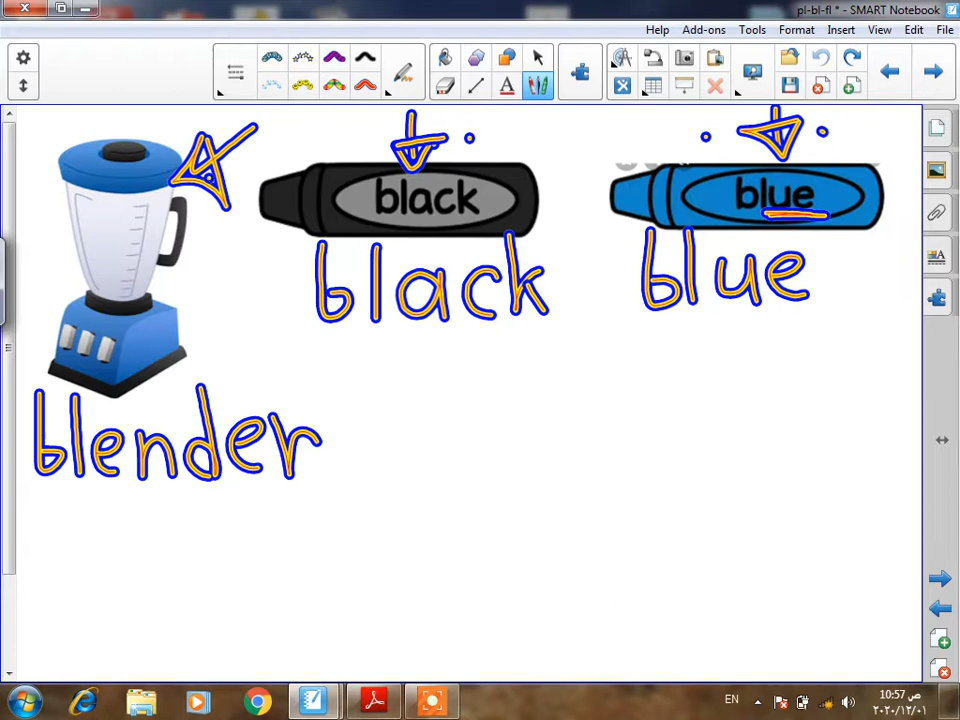 pl-bl-fl * - SMART Notebook
Help Add-ons Tools Format Insert View Edit File
black
blue
black
blue
blender
EN
10:57 ص
٢٠٢٠/١٢/٠١